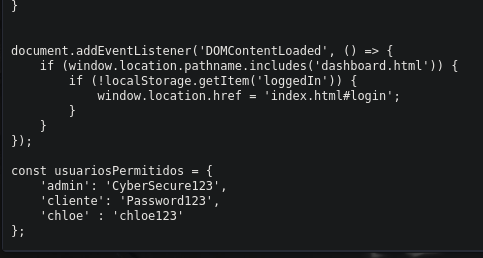 }
document.addEventListener('DOMContentLoaded', () => {
    if (window.location.pathname.includes('dashboard.html')) {
        if (!localStorage.getItem('loggedIn')) {
            window.location.href = 'index.html#login';
        }
    }
});
const usuariosPermitidos = {
    'admin': 'CyberSecure123',
    'cliente': 'Password123',
    'chloe' : 'chloe123'
};